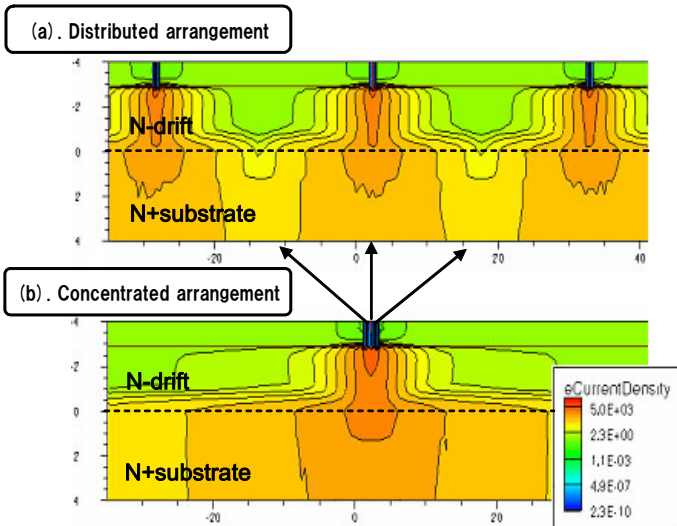 (a). Distributed arrangement
-4
-2
0
2
4
N-drift
N+substrate
-20 0 20 40
(b). Concentrated arrangement
-4
-2
0
2
4
N-drift
N+substrate
-20 0 20
eCurrentDensity
5.0E+03
2.3E+00
1.1E-03
4.9E-07
2.3E-10